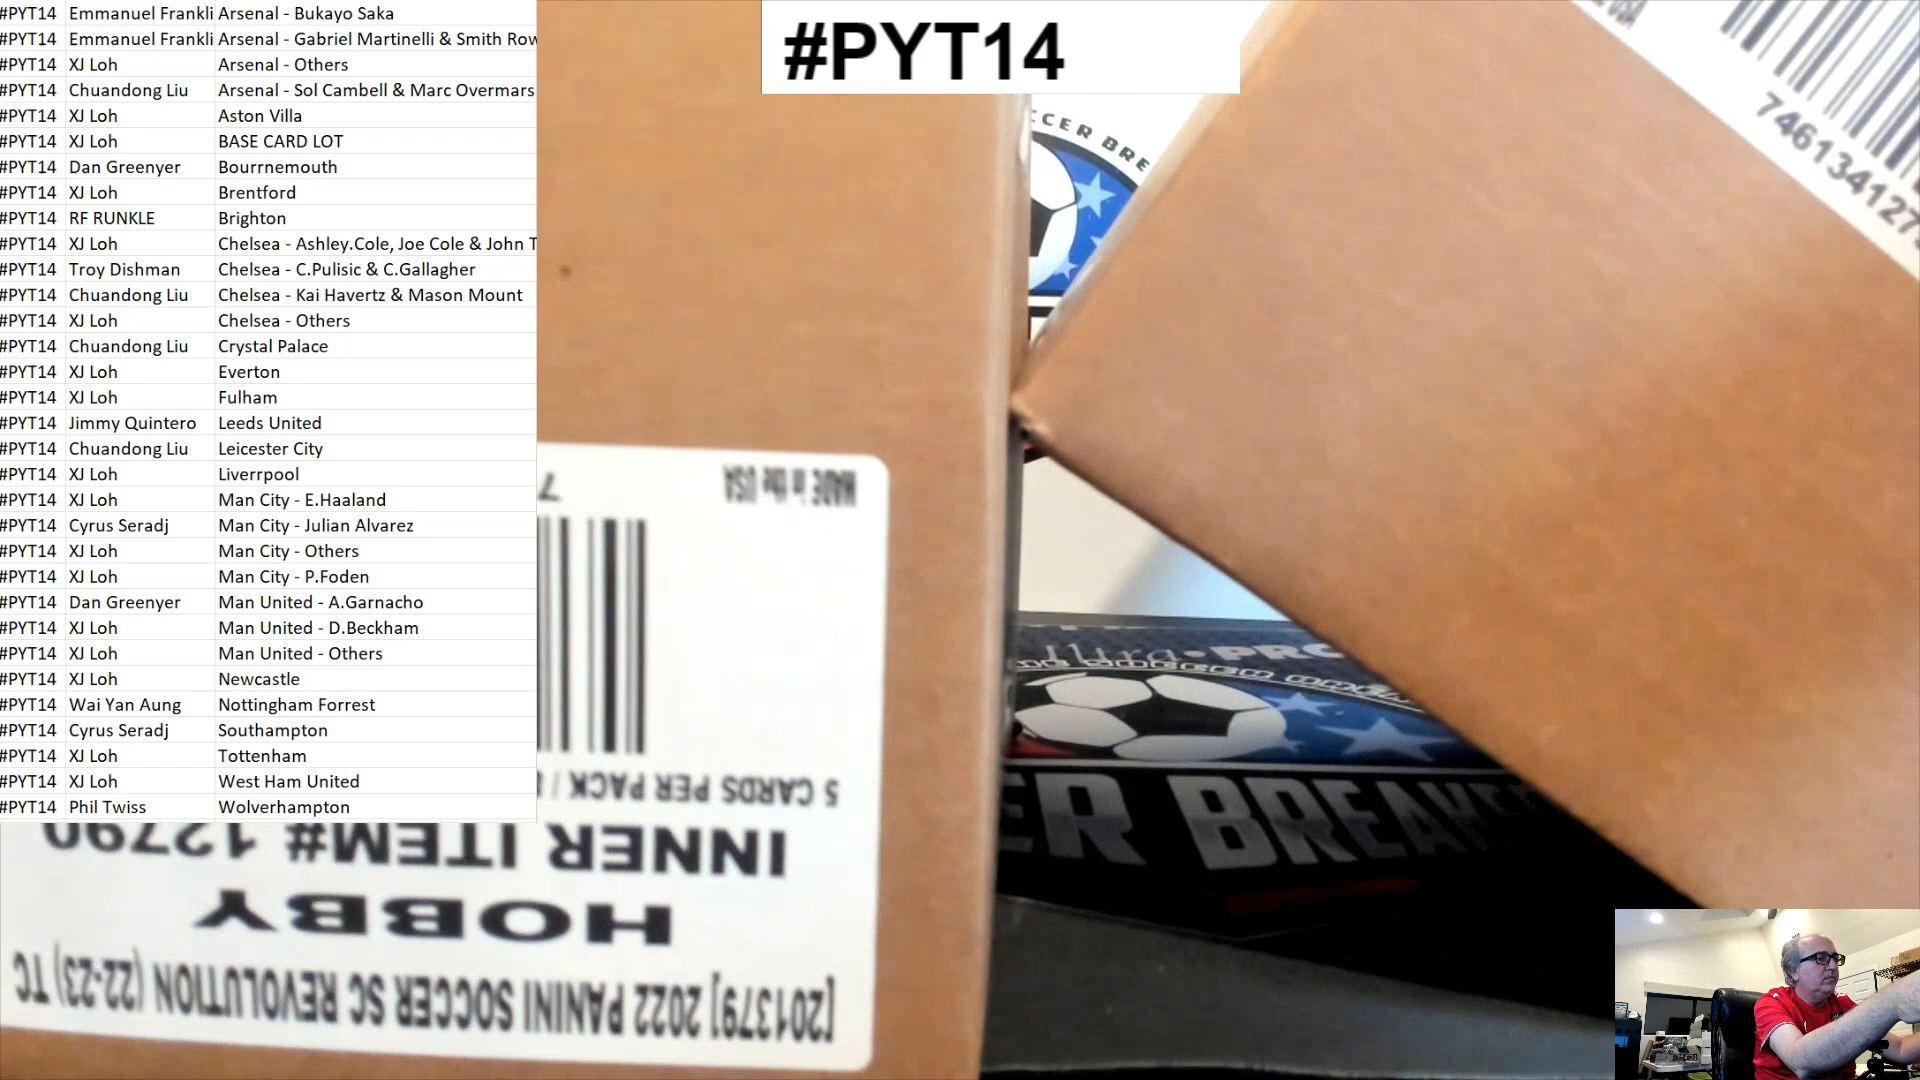 #PYT14 Emmanuel Frankli Arsenal - Bukayo Saka
#PYT14 Emmanuel Frankli Arsenal - Gabriel Martinelli & Smith Row
#PYT14 XJ Loh Arsenal - Others
#PYT14 Chuandong Liu Arsenal - Sol Cambell & Marc Overmars
#PYT14 XJ Loh Aston Villa
#PYT14 XJ Loh BASE CARD LOT
#PYT14 Dan Greenyer Bourrnemouth
#PYT14 XJ Loh Brentford
#PYT14 RF RUNKLE Brighton
#PYT14 XJ Loh Chelsea - Ashley.Cole, Joe Cole & John T
#PYT14 Troy Dishman Chelsea - C.Pulisic & C.Gallagher
#PYT14 Chuandong Liu Chelsea - Kai Havertz & Mason Mount
#PYT14 XJ Loh Chelsea - Others
#PYT14 Chuandong Liu Crystal Palace
#PYT14 XJ Loh Everton
#PYT14 XJ Loh Fulham
#PYT14 Jimmy Quintero Leeds United
#PYT14 Chuandong Liu Leicester City
#PYT14 XJ Loh Liverrpool
#PYT14 XJ Loh Man City - E.Haaland
#PYT14 Cyrus Seradj Man City - Julian Alvarez
#PYT14 XJ Loh Man City - Others
#PYT14 XJ Loh Man City - P.Foden
#PYT14 Dan Greenyer Man United - A.Garnacho
#PYT14 XJ Loh Man United - D.Beckham
#PYT14 XJ Loh Man United - Others
#PYT14 XJ Loh Newcastle
#PYT14 Wai Yan Aung Nottingham Forrest
#PYT14 Cyrus Seradj Southampton
#PYT14 XJ Loh Tottenham
#PYT14 XJ Loh West Ham United
#PYT14 Phil Twiss Wolverhampton
#PYT14
CCER BRE
7461341273
[201379] 2022 PANINI SOCCER SC REVOLUTION (22-23) TC
HOBBY
INNER ITEM# 12790
5 CARDS PER PACK /
7
MADE in the USA
ER BREAK